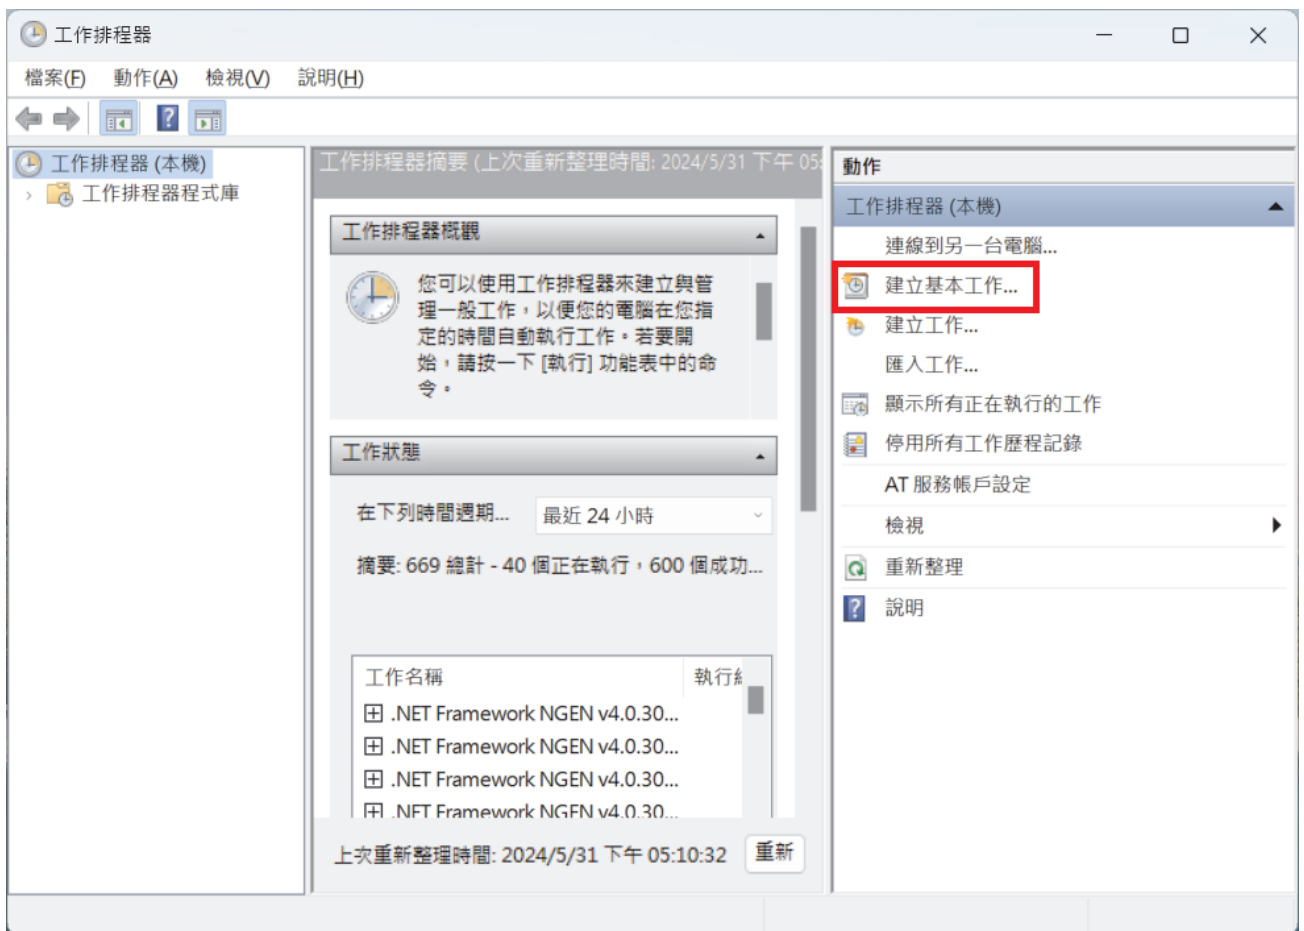 工作排程器
檔案(F) 動作(A) 檢視(V) 說明(H)
工作排程器 (本機)
工作排程器程式庫
工作排程器摘要 (上次重新整理時間: 2024/5/31 下午 05:
工作排程器概觀
您可以使用工作排程器來建立與管
理一般工作，以便您的電腦在您指
定的時間自動執行工作。若要開
始，請按一下 [執行] 功能表中的命
令。
工作狀態
在下列時間週期... 最近 24 小時
摘要: 669 總計 - 40 個正在執行，600 個成功...
工作名稱 執行
.NET Framework NGEN v4.0.30...
.NET Framework NGEN v4.0.30...
.NET Framework NGEN v4.0.30...
.NET Framework NGEN v4.0.30...
上次重新整理時間: 2024/5/31 下午 05:10:32 重新
動作
工作排程器 (本機)
連線到另一台電腦...
建立基本工作...
建立工作...
匯入工作...
顯示所有正在執行的工作
停用所有工作歷程記錄
AT 服務帳戶設定
檢視
重新整理
說明